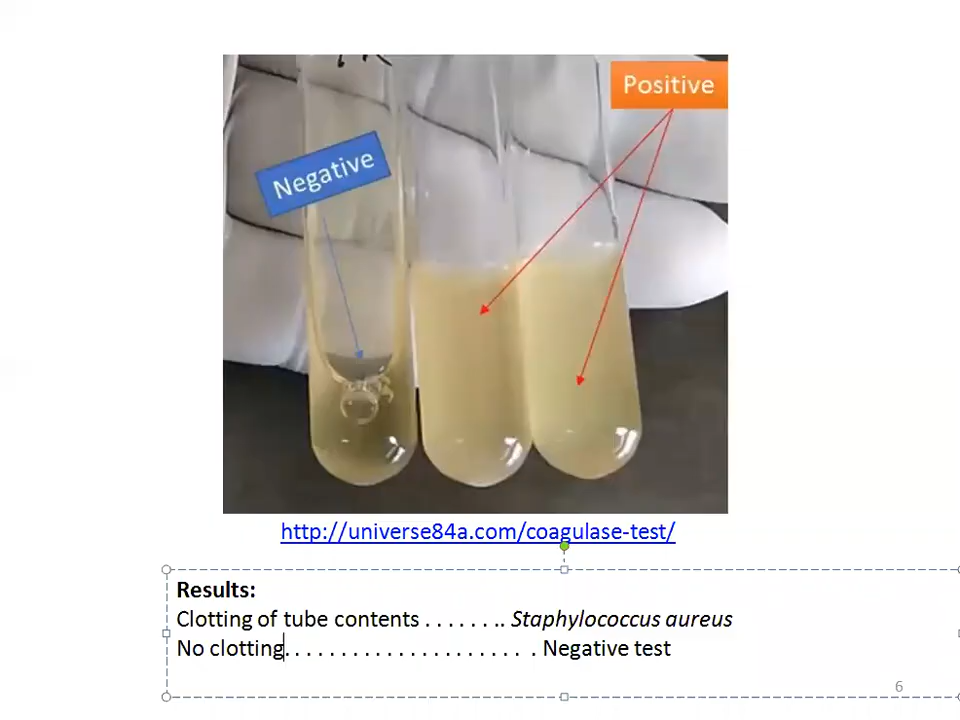 Positive
Negative
http://universe84a.com/coagulase-test/
Results:
Clotting of tube contents . . . . . . .. Staphylococcus aureus
No clotting. . . . . . . . . . . . . . . . . . . . . . . Negative test
6